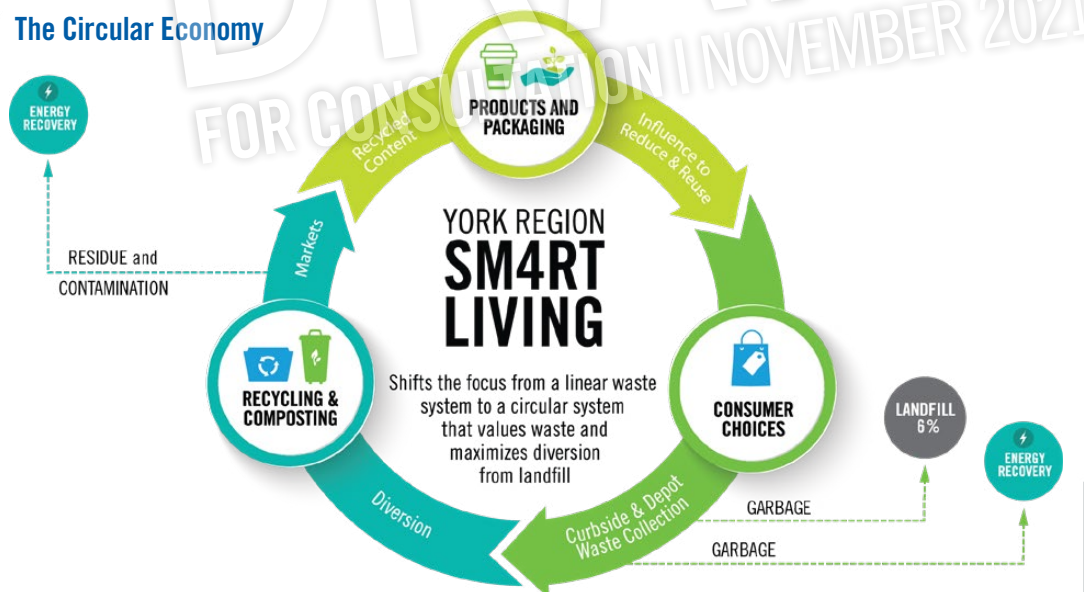 The Circular Economy
DRAFT
FOR CONSULTATION | NOVEMBER 2021
ENERGY
RECOVERY
PRODUCTS AND
PACKAGING
Recycled
Content
Influence to
Reduce & Reuse
Markets
RESIDUE and
CONTAMINATION
YORK REGION
SM4RT
LIVING
Shifts the focus from a linear waste
system to a circular system
that values waste and
maximizes diversion
from landfill
RECYCLING &
COMPOSTING
CONSUMER
CHOICES
LANDFILL
6%
ENERGY
RECOVERY
Diversion
Curbside & Depot
Waste Collection
GARBAGE
GARBAGE